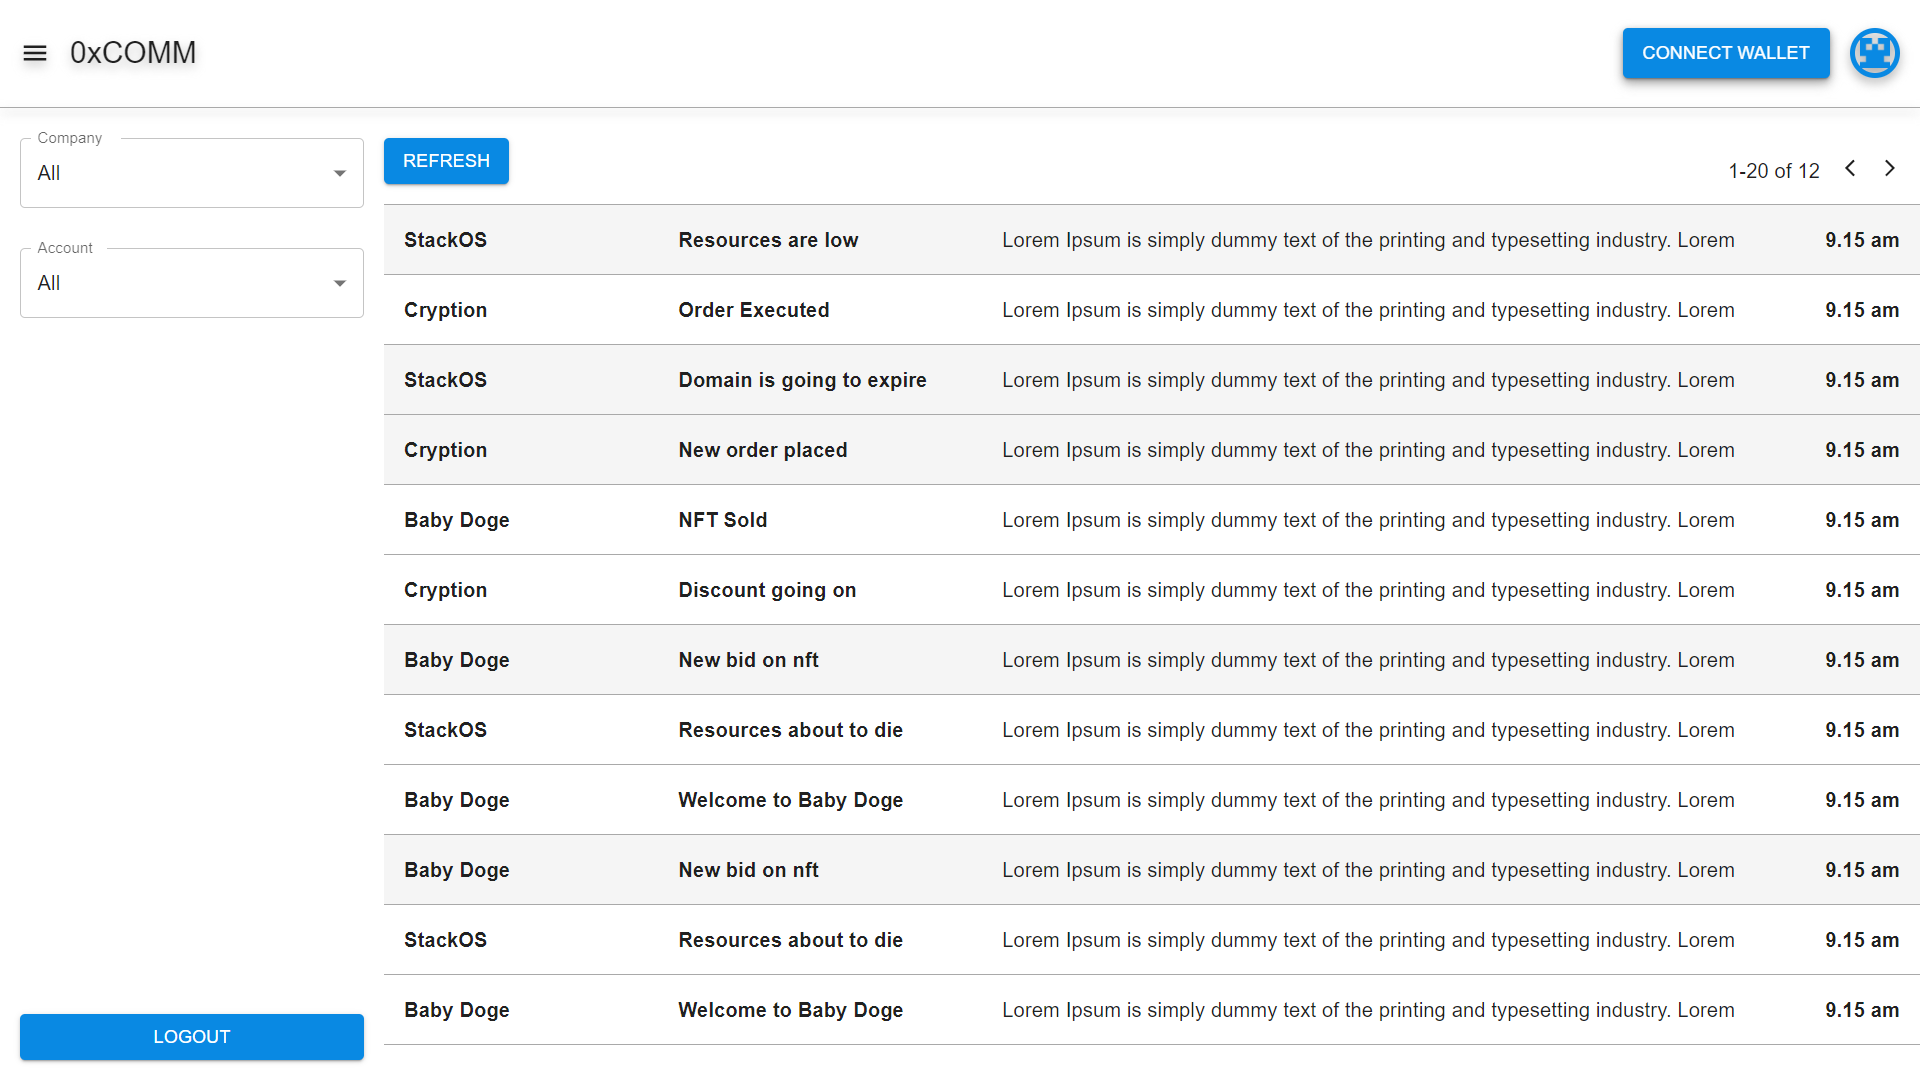 0xCOMM
CONNECT WALLET
Company
All
Account
All
LOGOUT
REFRESH
1-20 of 12
StackOS Resources are low Lorem Ipsum is simply dummy text of the printing and typesetting industry. Lorem 9.15 am
Cryption Order Executed Lorem Ipsum is simply dummy text of the printing and typesetting industry. Lorem 9.15 am
StackOS Domain is going to expire Lorem Ipsum is simply dummy text of the printing and typesetting industry. Lorem 9.15 am
Cryption New order placed Lorem Ipsum is simply dummy text of the printing and typesetting industry. Lorem 9.15 am
Baby Doge NFT Sold Lorem Ipsum is simply dummy text of the printing and typesetting industry. Lorem 9.15 am
Cryption Discount going on Lorem Ipsum is simply dummy text of the printing and typesetting industry. Lorem 9.15 am
Baby Doge New bid on nft Lorem Ipsum is simply dummy text of the printing and typesetting industry. Lorem 9.15 am
StackOS Resources about to die Lorem Ipsum is simply dummy text of the printing and typesetting industry. Lorem 9.15 am
Baby Doge Welcome to Baby Doge Lorem Ipsum is simply dummy text of the printing and typesetting industry. Lorem 9.15 am
Baby Doge New bid on nft Lorem Ipsum is simply dummy text of the printing and typesetting industry. Lorem 9.15 am
StackOS Resources about to die Lorem Ipsum is simply dummy text of the printing and typesetting industry. Lorem 9.15 am
Baby Doge Welcome to Baby Doge Lorem Ipsum is simply dummy text of the printing and typesetting industry. Lorem 9.15 am